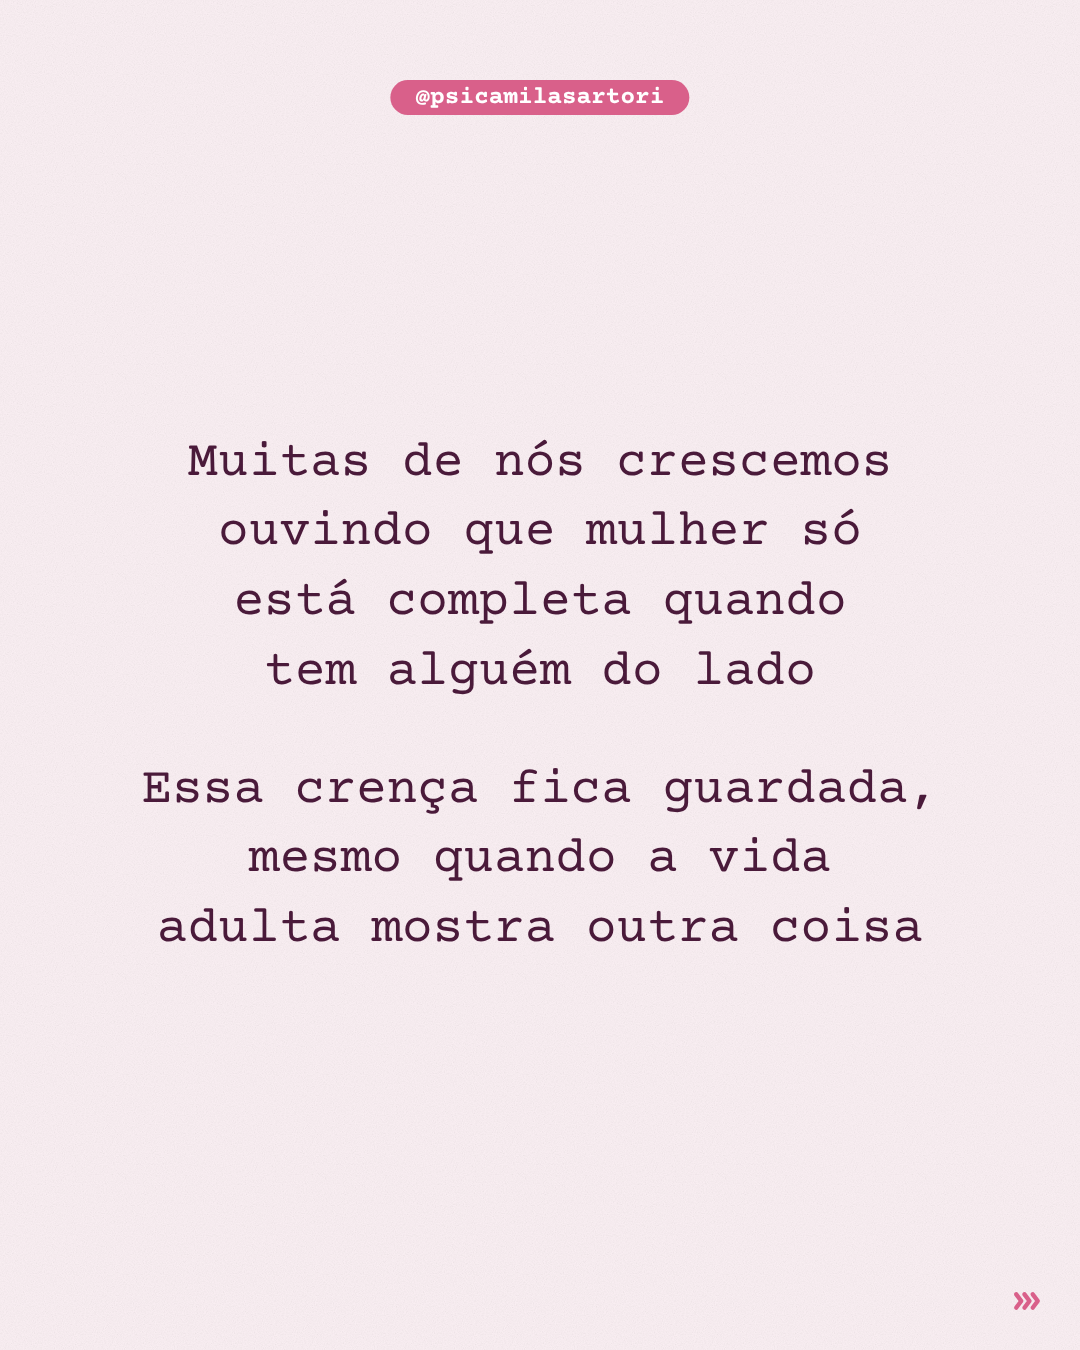 @psicamilasartori
Muitas de nós crescemos
ouvindo que mulher só
está completa quando
tem alguém do lado
Essa crença fica guardada,
mesmo quando a vida
adulta mostra outra coisa